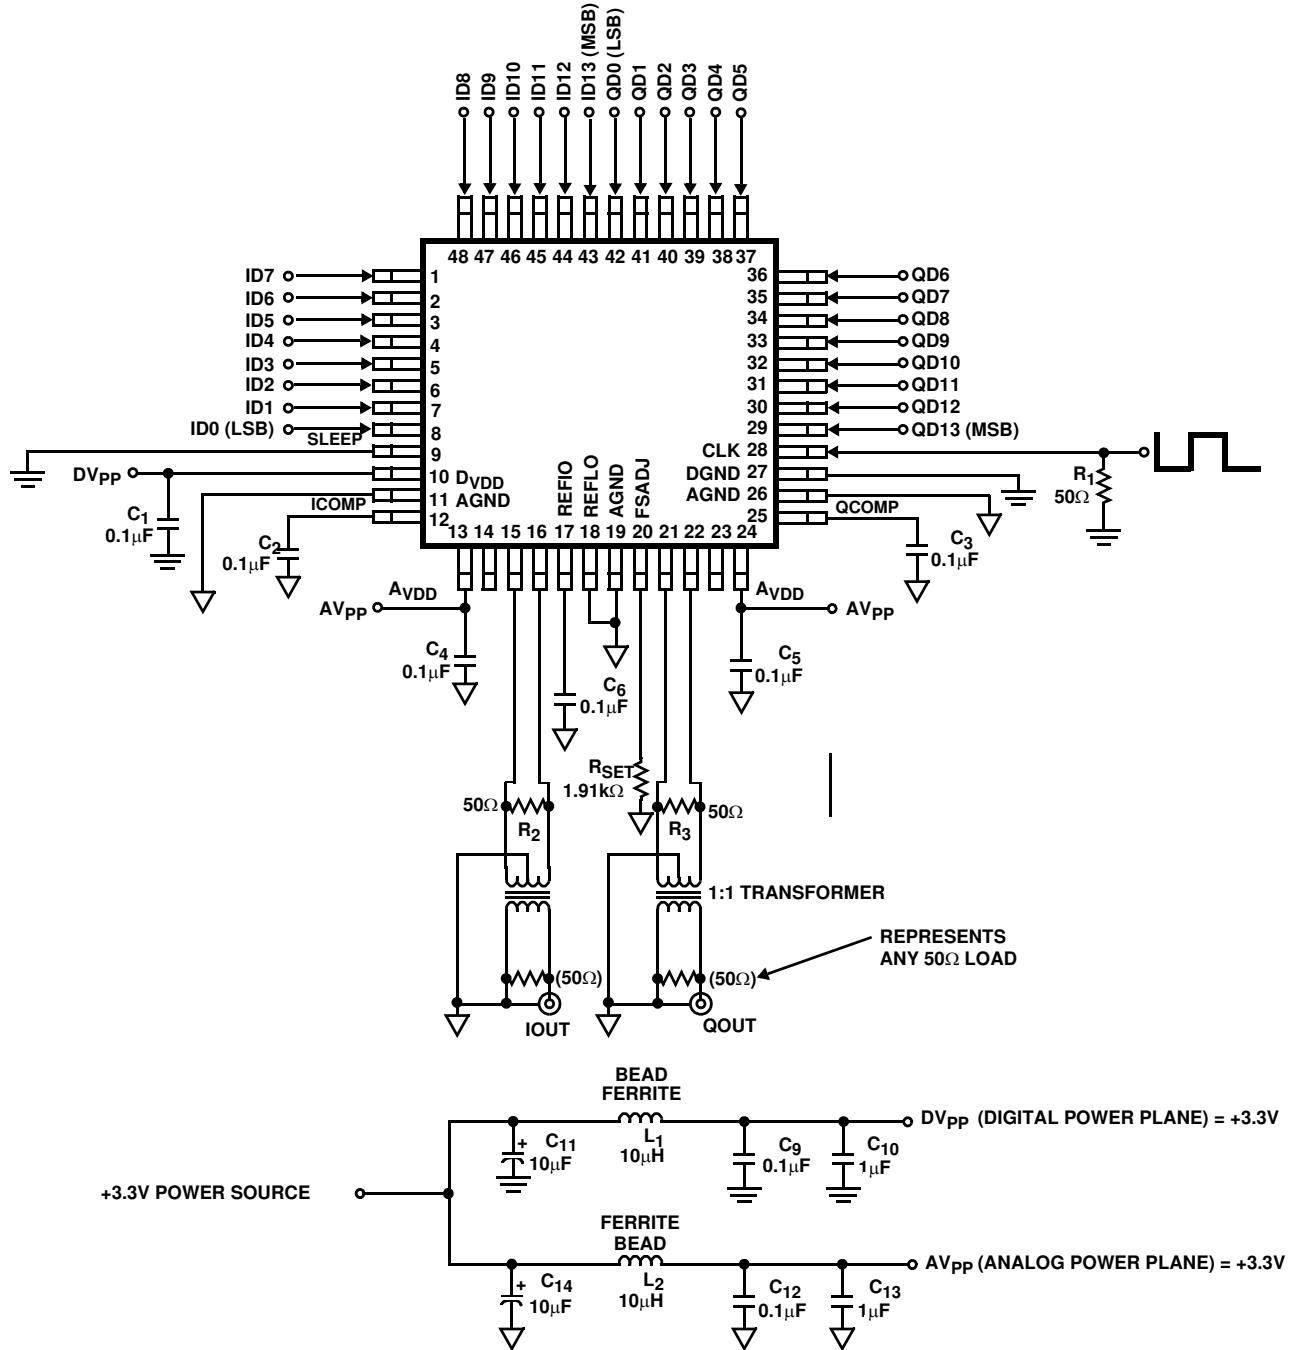 ID8
ID9
ID10
ID11
ID12
ID13 (MSB)
QD0 (LSB)
QD1
QD2
QD3
QD4
QD5
48 47 46 45 44 43 42 41 40 39 38 37
ID7
ID6
ID5
ID4
ID3
ID2
ID1
ID0 (LSB)
SLEEP
DVPP
ICOMP
1
2
3
4
5
6
7
8
9
10 DVDD
11 AGND
12
36
35
34
33
32
31
30
29
CLK 28
DGND 27
AGND 26
25
QD6
QD7
QD8
QD9
QD10
QD11
QD12
QD13 (MSB)
QCOMP
R1
50Ω
REFIO
REFLO
AGND
FSADJ
13 14 15 16 17 18 19 20 21 22 23 24
C1
0.1μF
C2
0.1μF
C3
0.1μF
AVDD
AVPP
C4
0.1μF
AVDD
AVPP
C5
0.1μF
C6
0.1μF
RSET
1.91kΩ
50Ω
R2
R3
50Ω
1:1 TRANSFORMER
REPRESENTS
ANY 50Ω LOAD
(50Ω)
(50Ω)
IOUT
QOUT
BEAD
FERRITE
L1
10μH
+
C11
10μF
C9
0.1μF
C10
1μF
DVPP (DIGITAL POWER PLANE) = +3.3V
+3.3V POWER SOURCE
FERRITE
BEAD
L2
10μH
+
C14
10μF
C12
0.1μF
C13
1μF
AVPP (ANALOG POWER PLANE) = +3.3V